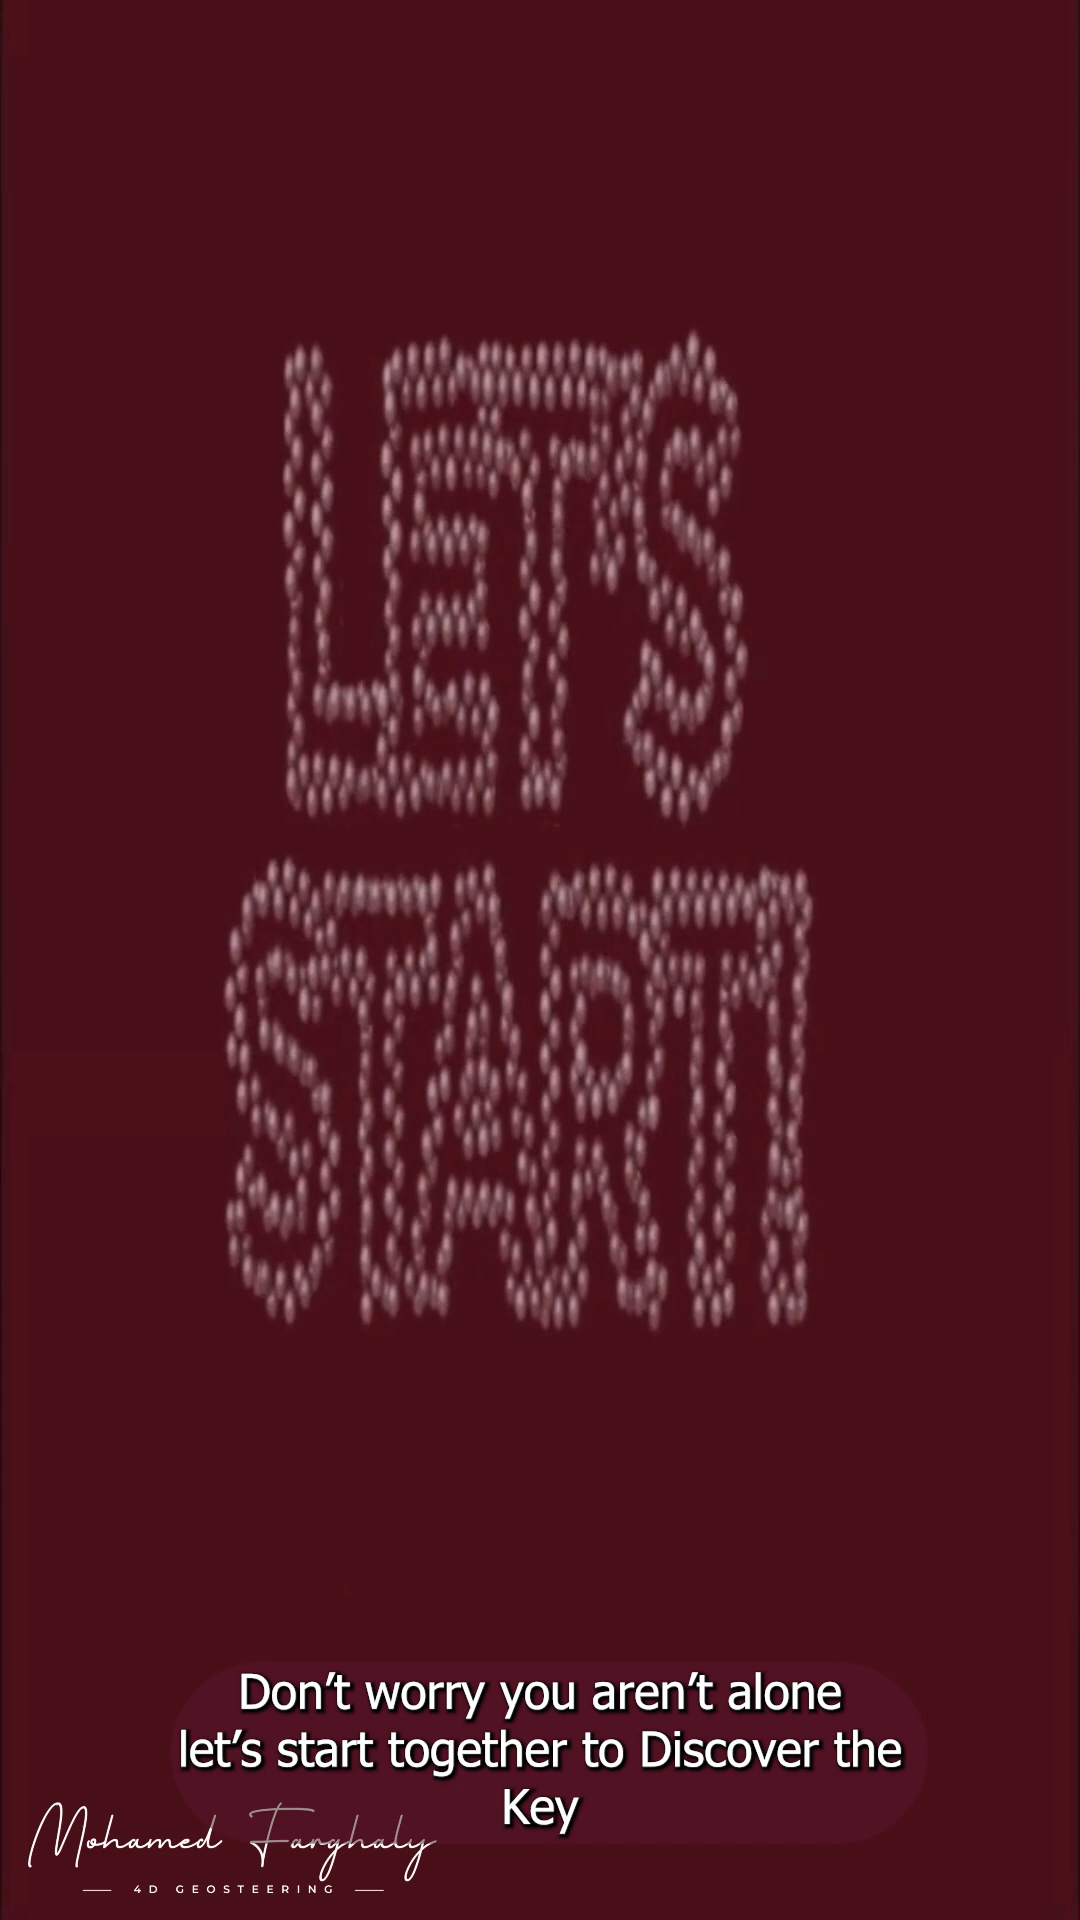 LET'S
START!
Don't worry you aren't alone
let's start together to Discover the
Key
Mohamed Farghaly
4D GEOSTEERING